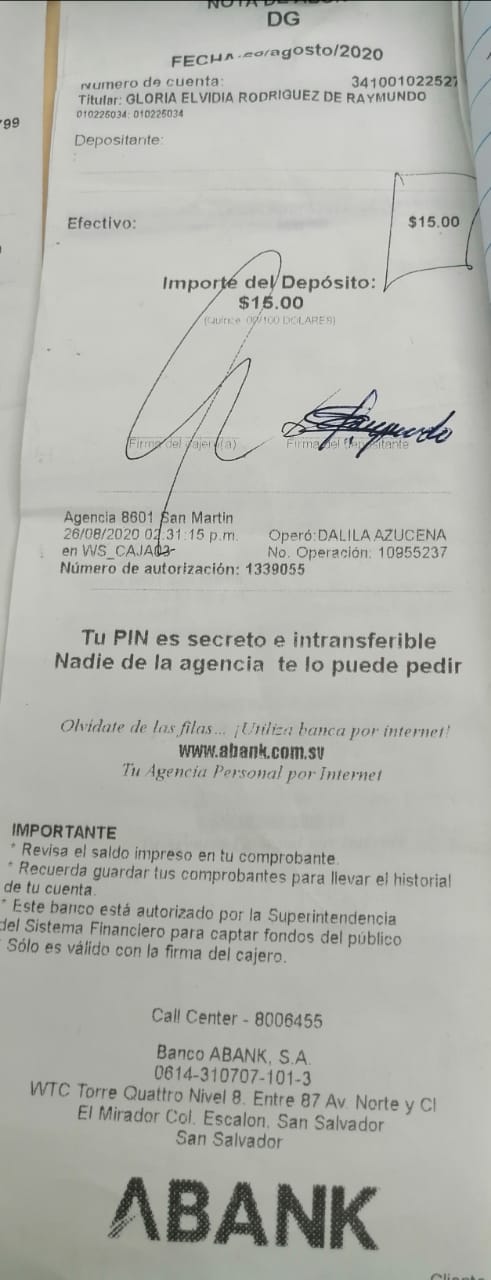 NOTA DE ABO
DG
FECHA /agosto/2020
Numero de cuenta: 341001022527
Titular: GLORIA ELVIDIA RODRIGUEZ DE RAYMUNDO
010225034: 010225034
799
Depositante:
Efectivo: $15.00
Importe del Depósito:
$15.00
(Quince 00/100 DOLARES)
Firma del cajero(a) Firma del depositante
Agencia 8601 San Martin
26/08/2020 02:31:15 p.m. Operó: DALILA AZUCENA
en WS_CAJA03 No. Operación: 10955237
Número de autorización: 1339055
Tu PIN es secreto e intransferible
Nadie de la agencia te lo puede pedir
Olvídate de las filas... ¡Utiliza banca por internet!
www.abank.com.sv
Tu Agencia Personal por Internet
IMPORTANTE
* Revisa el saldo impreso en tu comprobante.
* Recuerda guardar tus comprobantes para llevar el historial
de tu cuenta.
* Este banco está autorizado por la Superintendencia
del Sistema Financiero para captar fondos del público
* Sólo es válido con la firma del cajero.
Call Center - 8006455
Banco ABANK, S.A.
0614-310707-101-3
WTC Torre Quattro Nivel 8. Entre 87 Av. Norte y Cl
El Mirador Col. Escalon, San Salvador
San Salvador
ABANK
Cliente